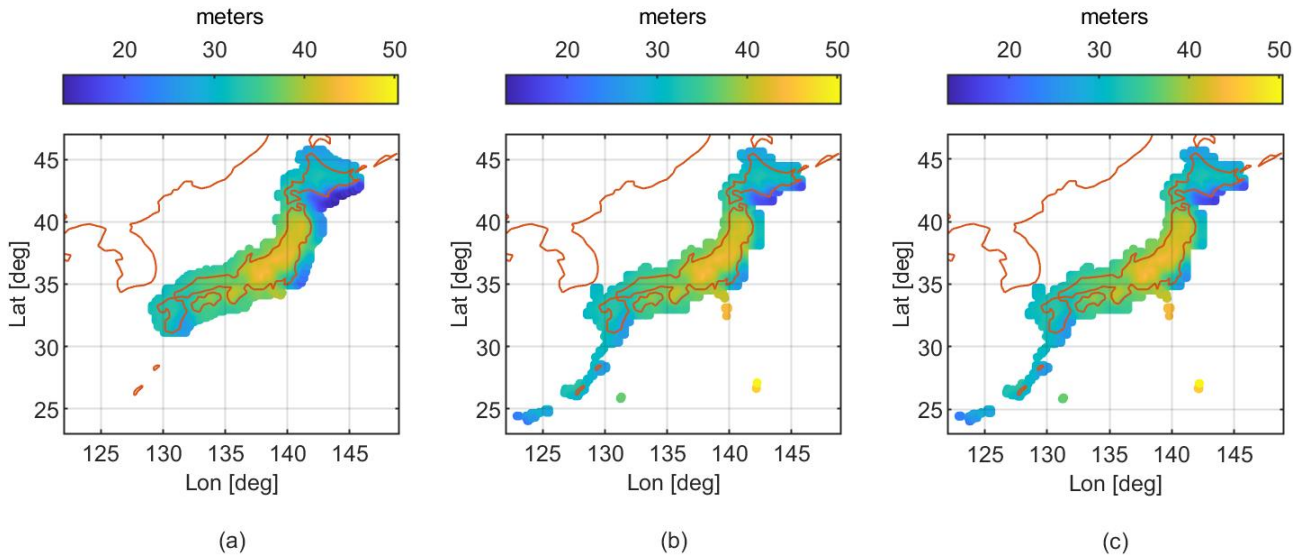 meters meters meters
20 30 40 50 20 30 40 50 20 30 40 50
45 45 45
40 40 40
Lat [deg] Lat [deg] Lat [deg]
35 35 35
30 30 30
25 25 25
125 130 135 140 145 125 130 135 140 145 125 130 135 140 145
Lon [deg] Lon [deg] Lon [deg]
(a) (b) (c)